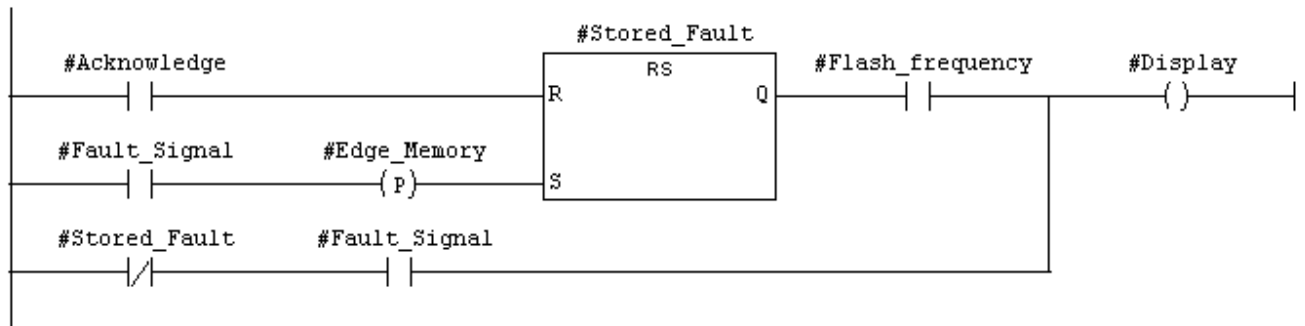 #Stored_Fault
#Acknowledge
RS
#Flash_frequency
#Display
R
Q
#Fault_Signal
#Edge_Memory
P
S
#Stored_Fault
#Fault_Signal